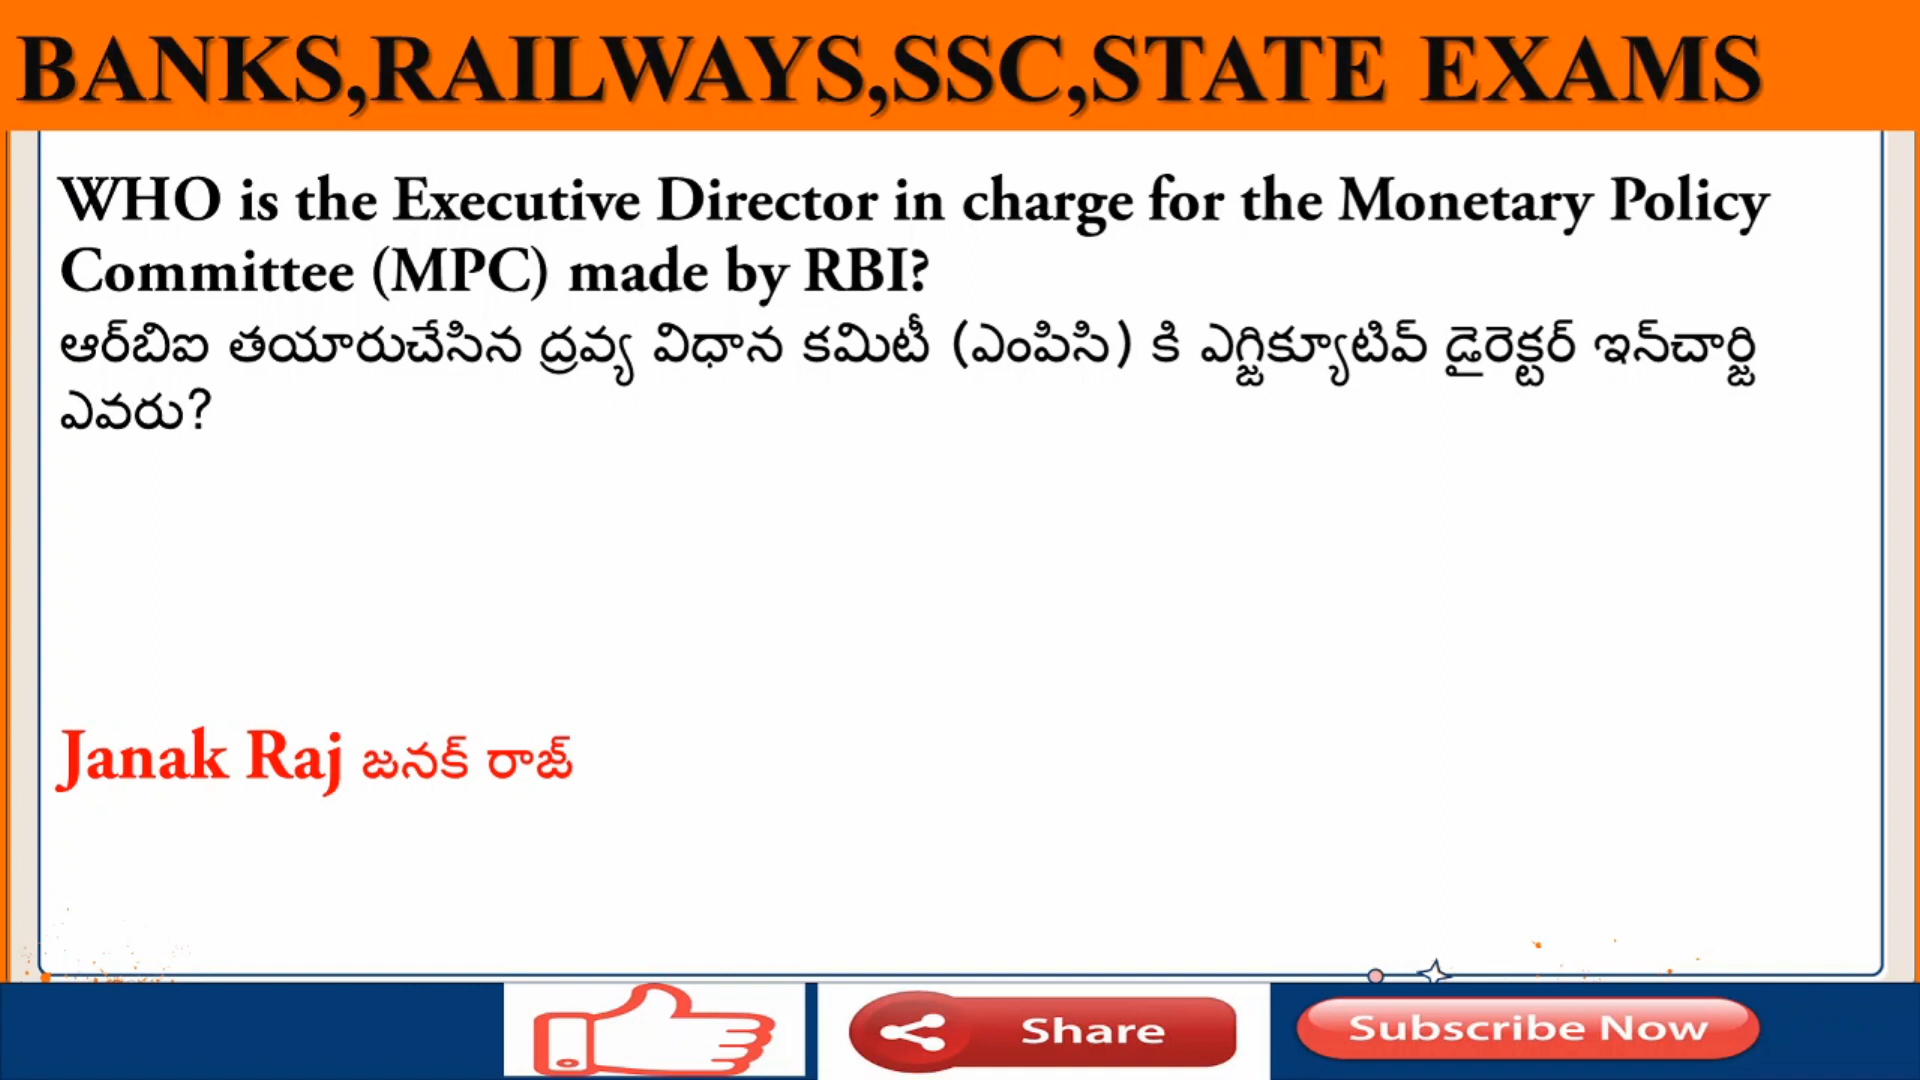 BANKS,RAILWAYS,SSC,STATE EXAMS
WHO is the Executive Director in charge for the Monetary Policy
Committee (MPC) made by RBI?
ఆర్‌బిఐ తయారుచేసిన ద్రవ్య విధాన కమిటీ (ఎంపిసి) కి ఎగ్జిక్యూటివ్ డైరెక్టర్ ఇన్‌చార్జి
ఎవరు?
Janak Raj జనక్ రాజ్
Share
Subscribe Now